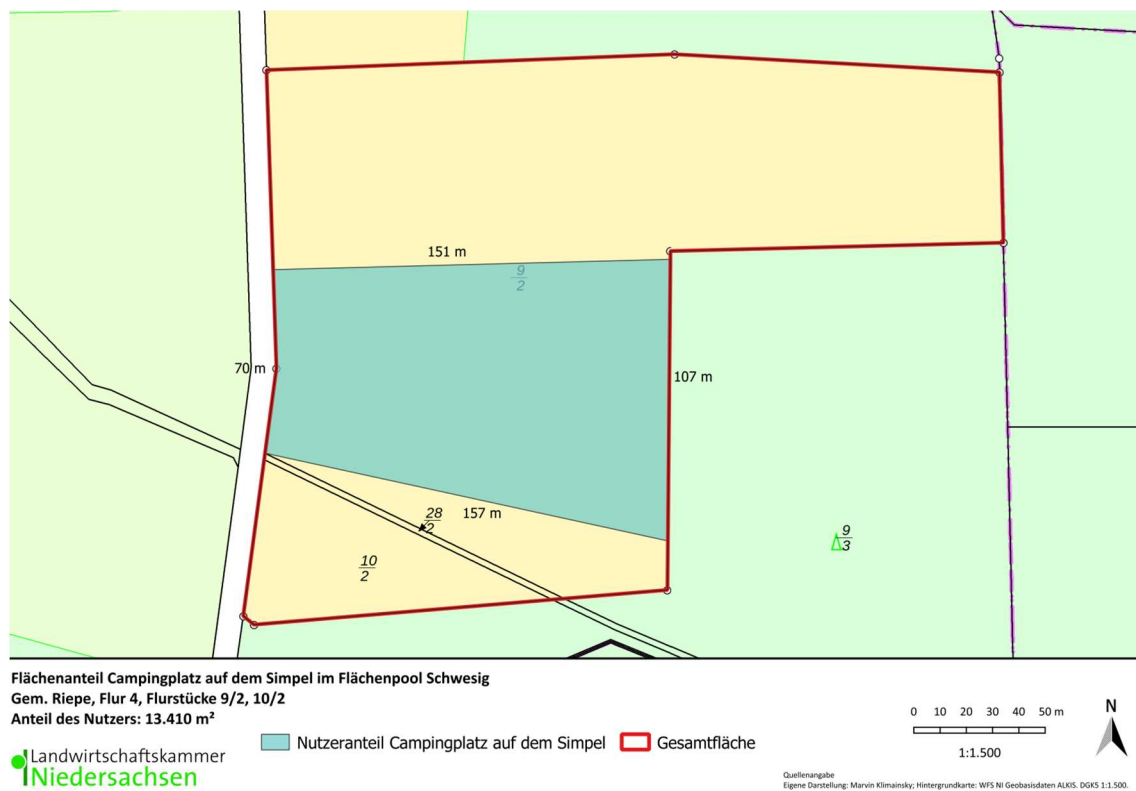 151 m
9
2
70 m
107 m
28
2
157 m
10
2
9
3
Flächenanteil Campingplatz auf dem Simpel im Flächenpool Schwesig
Gem. Riepe, Flur 4, Flurstücke 9/2, 10/2
Anteil des Nutzers: 13.410 m²
Nutzeranteil Campingplatz auf dem Simpel
Gesamtfläche
0 10 20 30 40 50 m
1:1.500
N
Landwirtschaftskammer
Niedersachsen
Quellenangabe
Eigene Darstellung: Marvin Klimainsky; Hintergrundkarte: WFS NI Geobasisdaten ALKIS. DGK5 1:1.500.